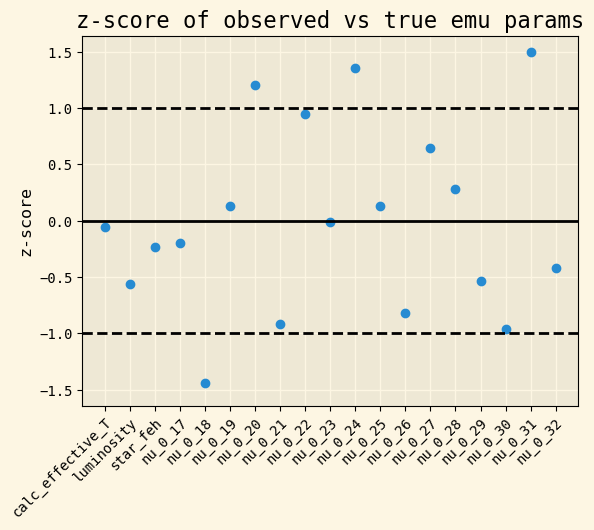 z-score of observed vs true emu params
z-score
1.5
1.0
0.5
0.0
−0.5
−1.0
−1.5
calc_effective_T
luminosity
star_feh
nu_0_17
nu_0_18
nu_0_19
nu_0_20
nu_0_21
nu_0_22
nu_0_23
nu_0_24
nu_0_25
nu_0_26
nu_0_27
nu_0_28
nu_0_29
nu_0_30
nu_0_31
nu_0_32